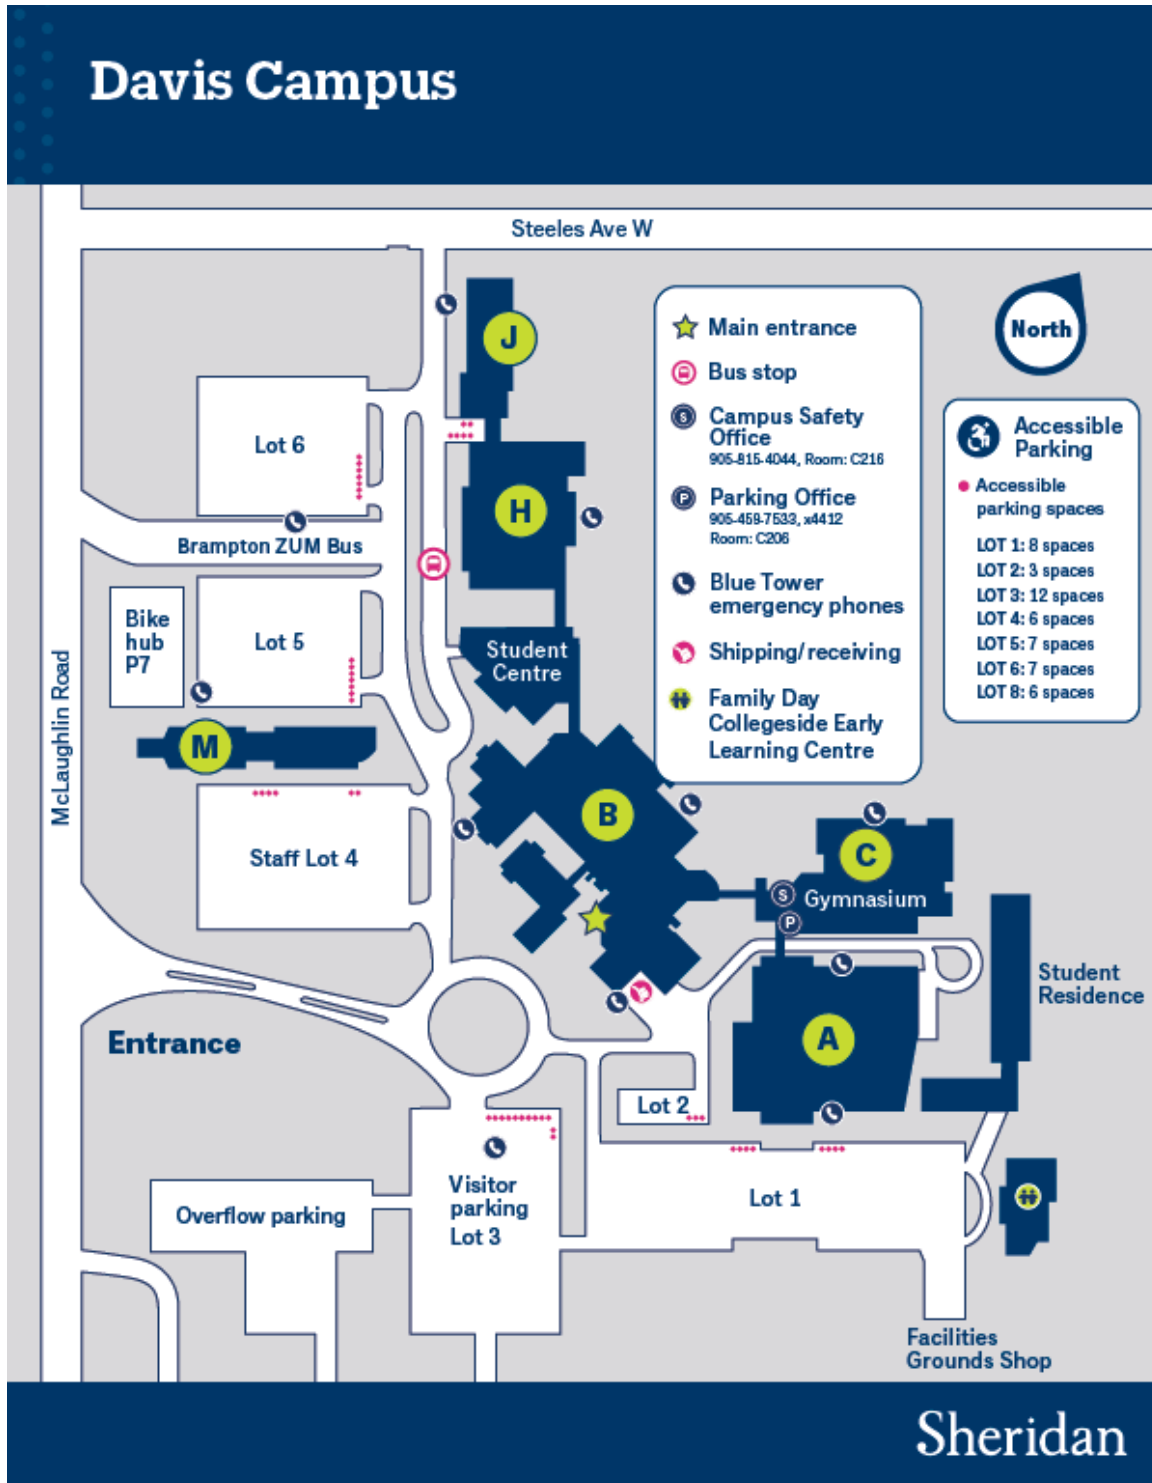 Davis Campus
Steeles Ave W
J
Main entrance
Bus stop
S
Campus Safety
Office
905-815-4044, Room: C216
P
Parking Office
905-459-7533, x4412
Room: C206
Blue Tower
emergency phones
Shipping/receiving
Family Day
Collegeside Early
Learning Centre
North
Accessible
Parking
Accessible
parking spaces
LOT 1: 8 spaces
LOT 2: 3 spaces
LOT 3: 12 spaces
LOT 4: 6 spaces
LOT 5: 7 spaces
LOT 6: 7 spaces
LOT 8: 6 spaces
Lot 6
H
Brampton ZUM Bus
Bike
hub
P7
Lot 5
Student
Centre
McLaughlin Road
M
B
Staff Lot 4
C
S
Gymnasium
P
Student
Residence
Entrance
A
Lot 2
Visitor
parking
Lot 3
Lot 1
Overflow parking
Facilities
Grounds Shop
Sheridan